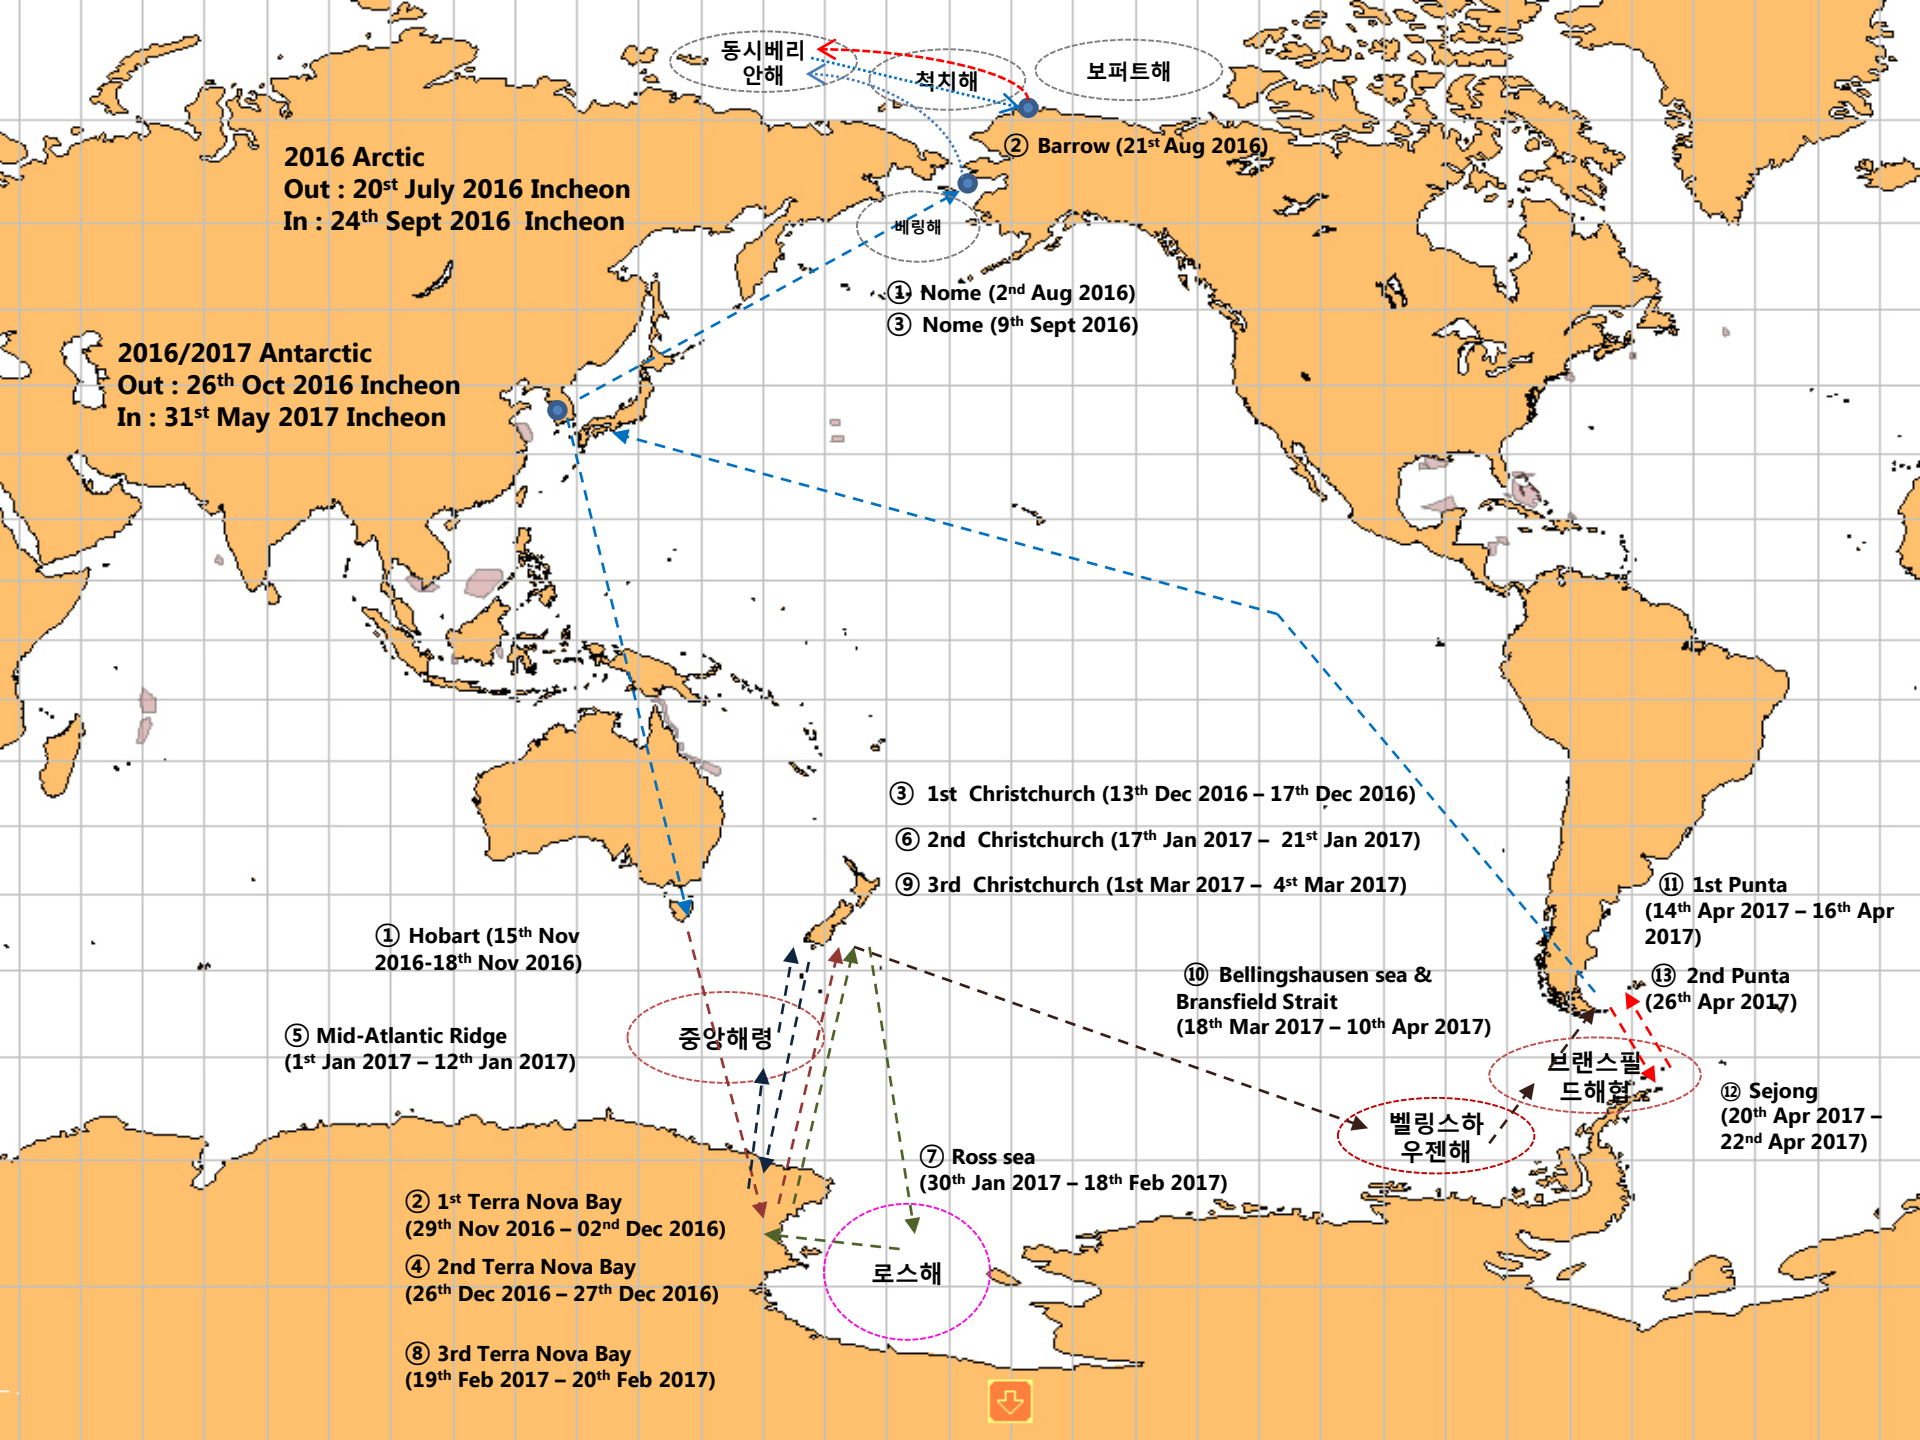 동시베리
안해
척치해
보퍼트해
② Barrow (21st Aug 2016)
2016 Arctic
Out : 20st July 2016 Incheon
In : 24th Sept 2016 Incheon
베링해
① Nome (2nd Aug 2016)
③ Nome (9th Sept 2016)
2016/2017 Antarctic
Out : 26th Oct 2016 Incheon
In : 31st May 2017 Incheon
③ 1st Christchurch (13th Dec 2016 – 17th Dec 2016)
⑥ 2nd Christchurch (17th Jan 2017 – 21st Jan 2017)
⑨ 3rd Christchurch (1st Mar 2017 – 4st Mar 2017)
⑪ 1st Punta
(14th Apr 2017 – 16th Apr
2017)
① Hobart (15th Nov
2016-18th Nov 2016)
⑩ Bellingshausen sea &
Bransfield Strait
(18th Mar 2017 – 10th Apr 2017)
⑬ 2nd Punta
(26th Apr 2017)
⑤ Mid-Atlantic Ridge
(1st Jan 2017 – 12th Jan 2017)
중앙해령
브랜스필
드해협
⑫ Sejong
(20th Apr 2017 –
22nd Apr 2017)
벨링스하
우젠해
⑦ Ross sea
(30th Jan 2017 – 18th Feb 2017)
② 1st Terra Nova Bay
(29th Nov 2016 – 02nd Dec 2016)
④ 2nd Terra Nova Bay
(26th Dec 2016 – 27th Dec 2016)
로스해
⑧ 3rd Terra Nova Bay
(19th Feb 2017 – 20th Feb 2017)